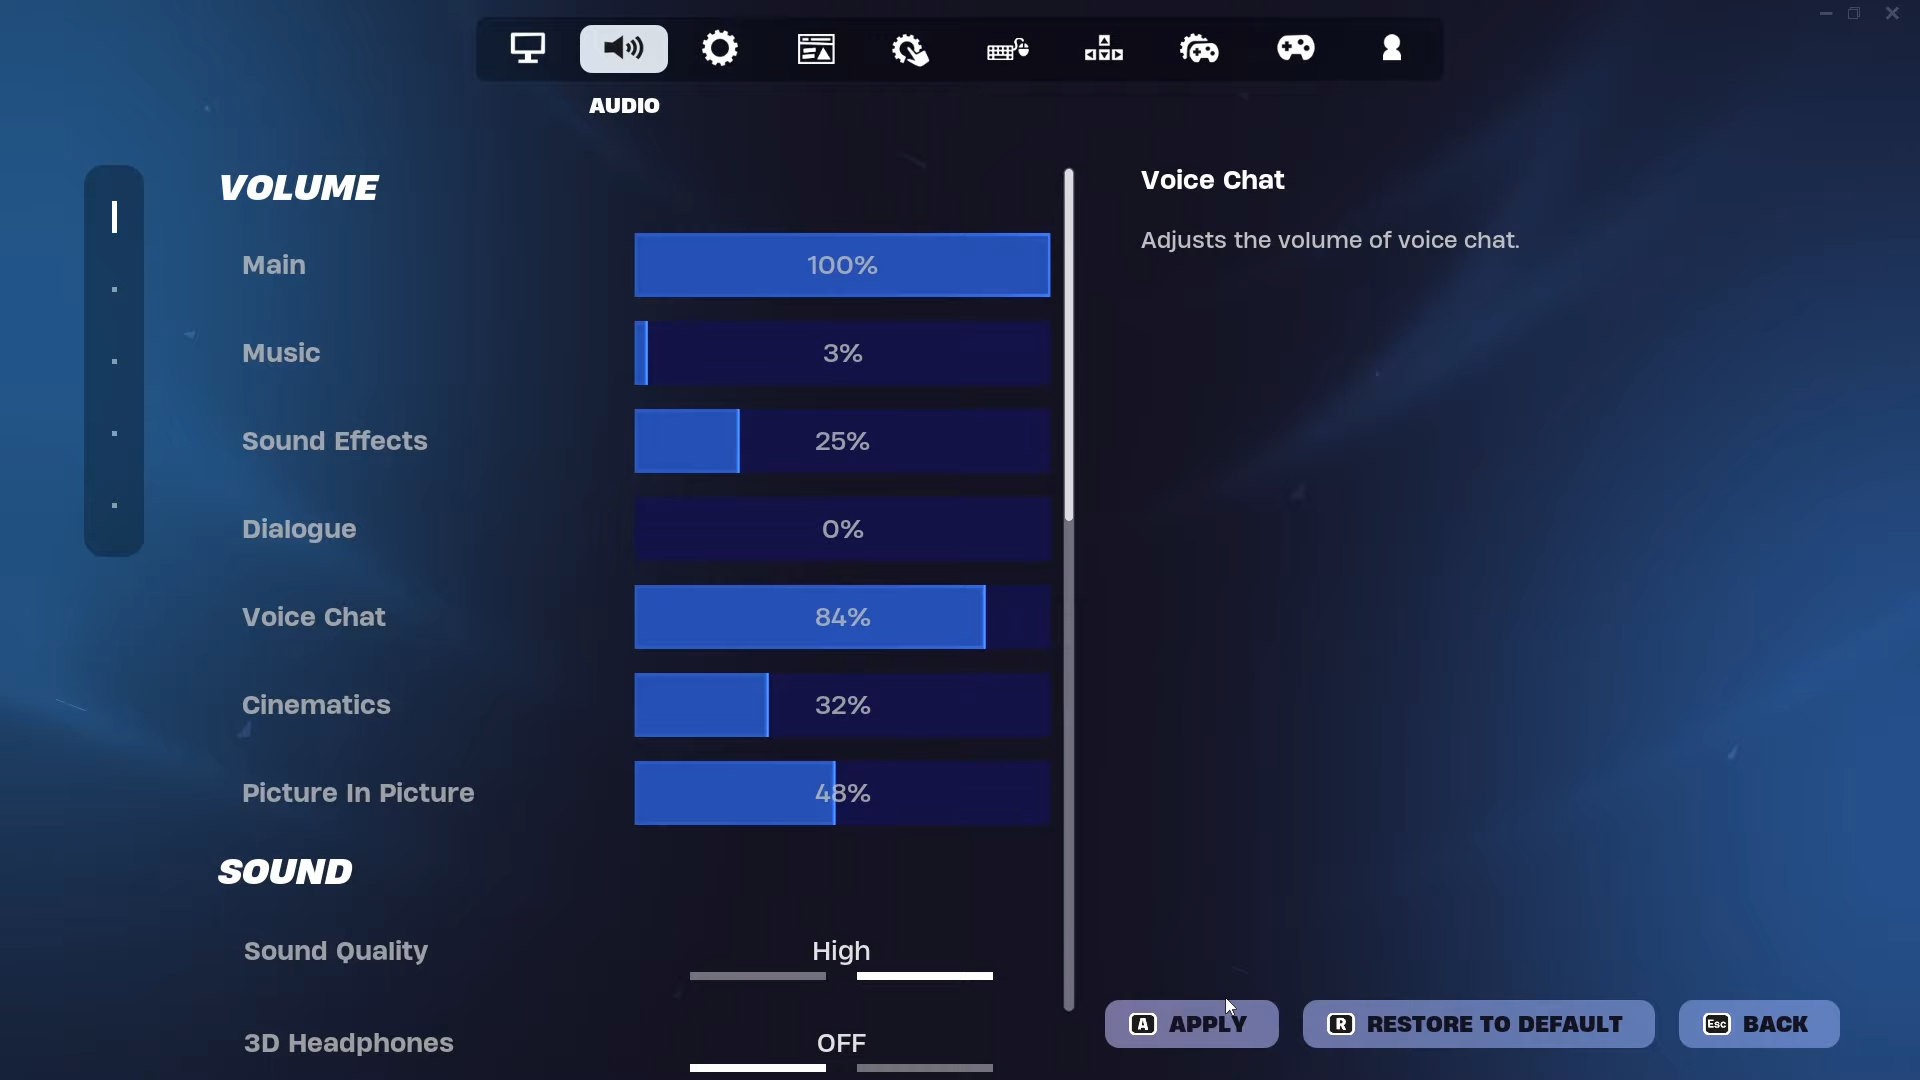 AUDIO
VOLUME
Main
100%
Music
3%
Sound Effects
25%
Dialogue
0%
Voice Chat
84%
Cinematics
32%
Picture In Picture
48%
SOUND
Sound Quality
High
3D Headphones
OFF
Voice Chat
Adjusts the volume of voice chat.
A APPLY
R RESTORE TO DEFAULT
Esc BACK